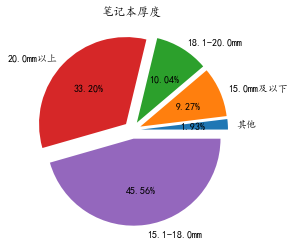 笔记本厚度
18.1-20.0mm
20.0mm以上
10.04%
33.20%
15.0mm及以下
9.27%
其他
1.93%
45.56%
15.1-18.0mm